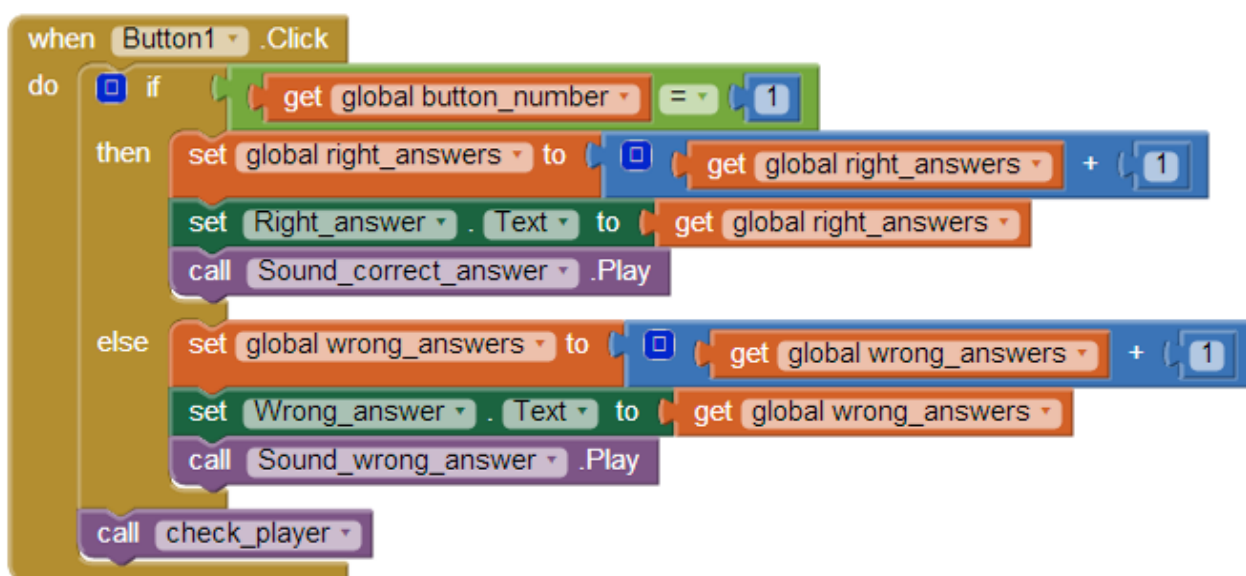 when Button1 .Click
do if get global button_number = 1
then set global right_answers to get global right_answers + 1
set Right_answer . Text to get global right_answers
call Sound_correct_answer .Play
else set global wrong_answers to get global wrong_answers + 1
set Wrong_answer . Text to get global wrong_answers
call Sound_wrong_answer .Play
call check_player